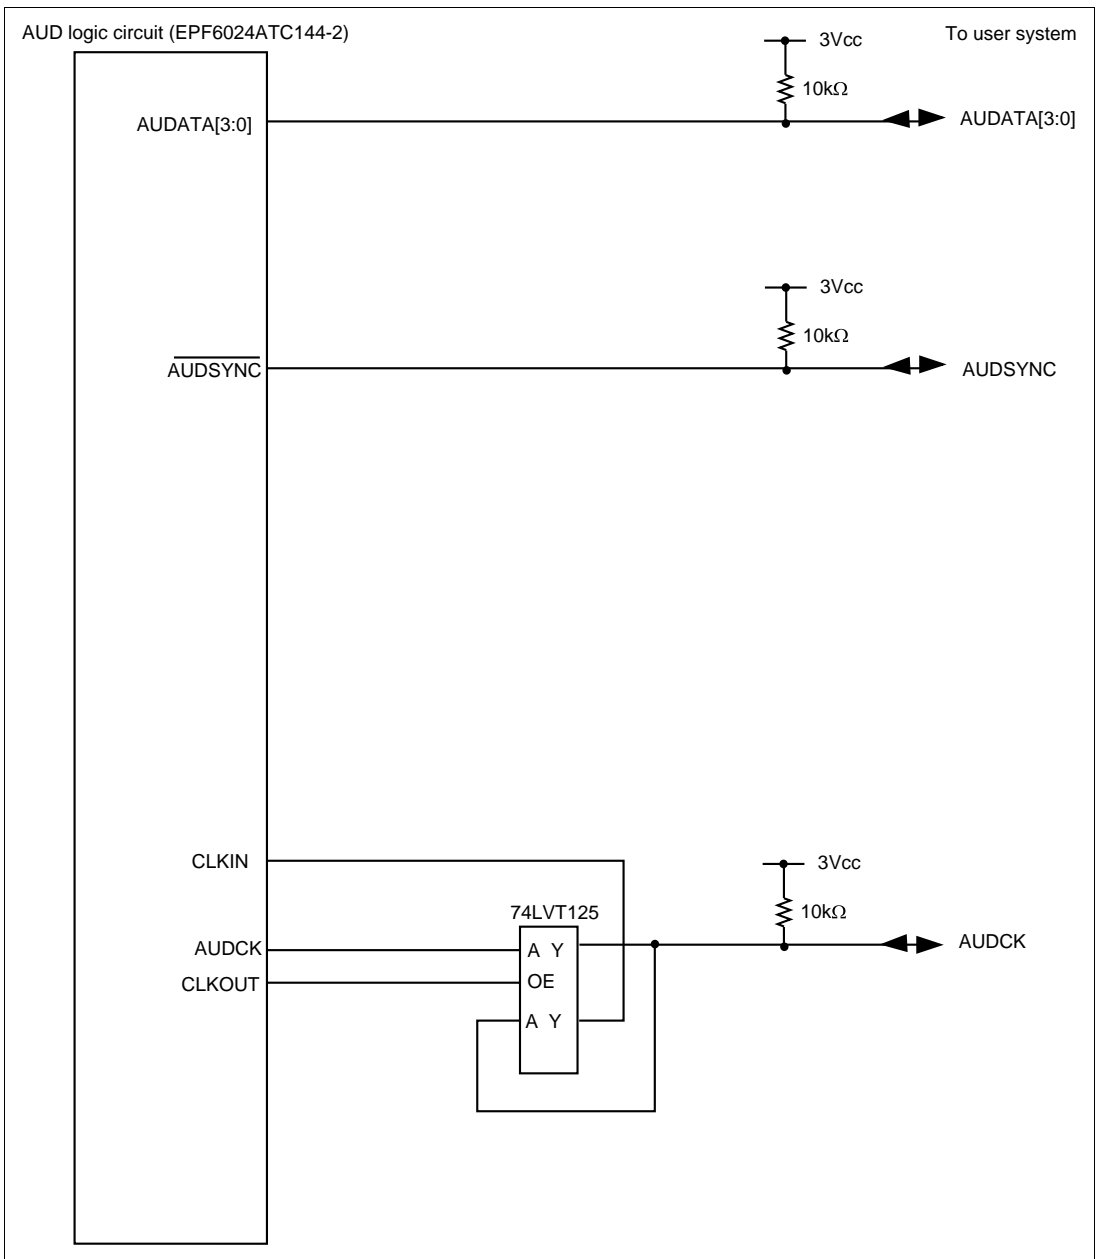 AUD logic circuit (EPF6024ATC144-2)
3Vcc
To user system
10kΩ
AUDATA[3:0]
AUDATA[3:0]
3Vcc
10kΩ
AUDSYNC
AUDSYNC
CLKIN
3Vcc
74LVT125
10kΩ
AUDCK
A Y
AUDCK
CLKOUT
OE
A Y